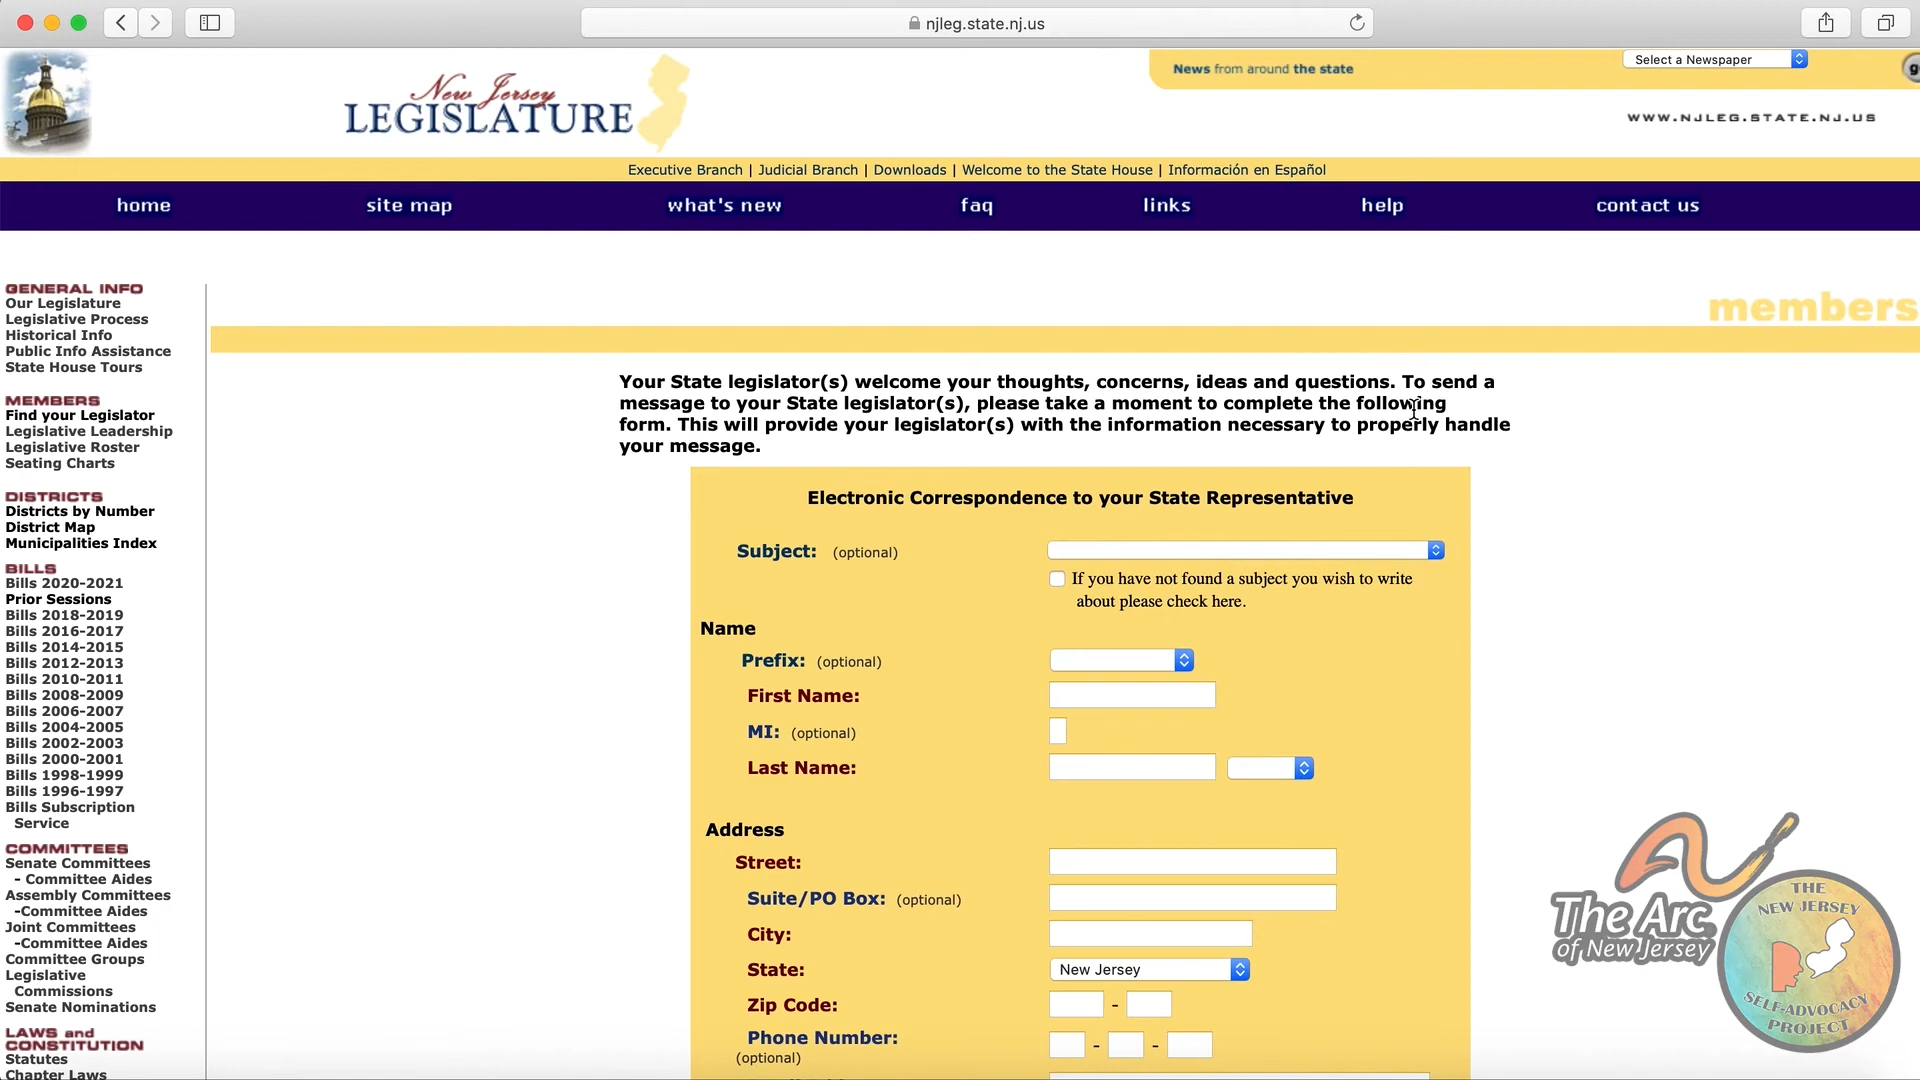 njleg.state.nj.us
News from around the state
Select a Newspaper
New Jersey
LEGISLATURE
WWW.NJLEG.STATE.NJ.US
Executive Branch | Judicial Branch | Downloads | Welcome to the State House | Información en Español
home site map what's new faq links help contact us
GENERAL INFO
Our Legislature
Legislative Process
Historical Info
Public Info Assistance
State House Tours
MEMBERS
Find your Legislator
Legislative Leadership
Legislative Roster
Seating Charts
DISTRICTS
Districts by Number
District Map
Municipalities Index
BILLS
Bills 2020-2021
Prior Sessions
Bills 2018-2019
Bills 2016-2017
Bills 2014-2015
Bills 2012-2013
Bills 2010-2011
Bills 2008-2009
Bills 2006-2007
Bills 2004-2005
Bills 2002-2003
Bills 2000-2001
Bills 1998-1999
Bills 1996-1997
Bills Subscription
Service
COMMITTEES
Senate Committees
- Committee Aides
Assembly Committees
-Committee Aides
Joint Committees
-Committee Aides
Committee Groups
Legislative
Commissions
Senate Nominations
LAWS and
CONSTITUTION
Statutes
Chapter Laws
members
Your State legislator(s) welcome your thoughts, concerns, ideas and questions. To send a
message to your State legislator(s), please take a moment to complete the following
form. This will provide your legislator(s) with the information necessary to properly handle
your message.
Electronic Correspondence to your State Representative
Subject: (optional)
If you have not found a subject you wish to write
about please check here.
Name
Prefix: (optional)
First Name:
MI: (optional)
Last Name:
Address
Street:
Suite/PO Box: (optional)
City:
State: New Jersey
Zip Code: -
Phone Number: - -
(optional)
The Arc
of New Jersey
THE
NEW JERSEY
SELF-ADVOCACY
PROJECT